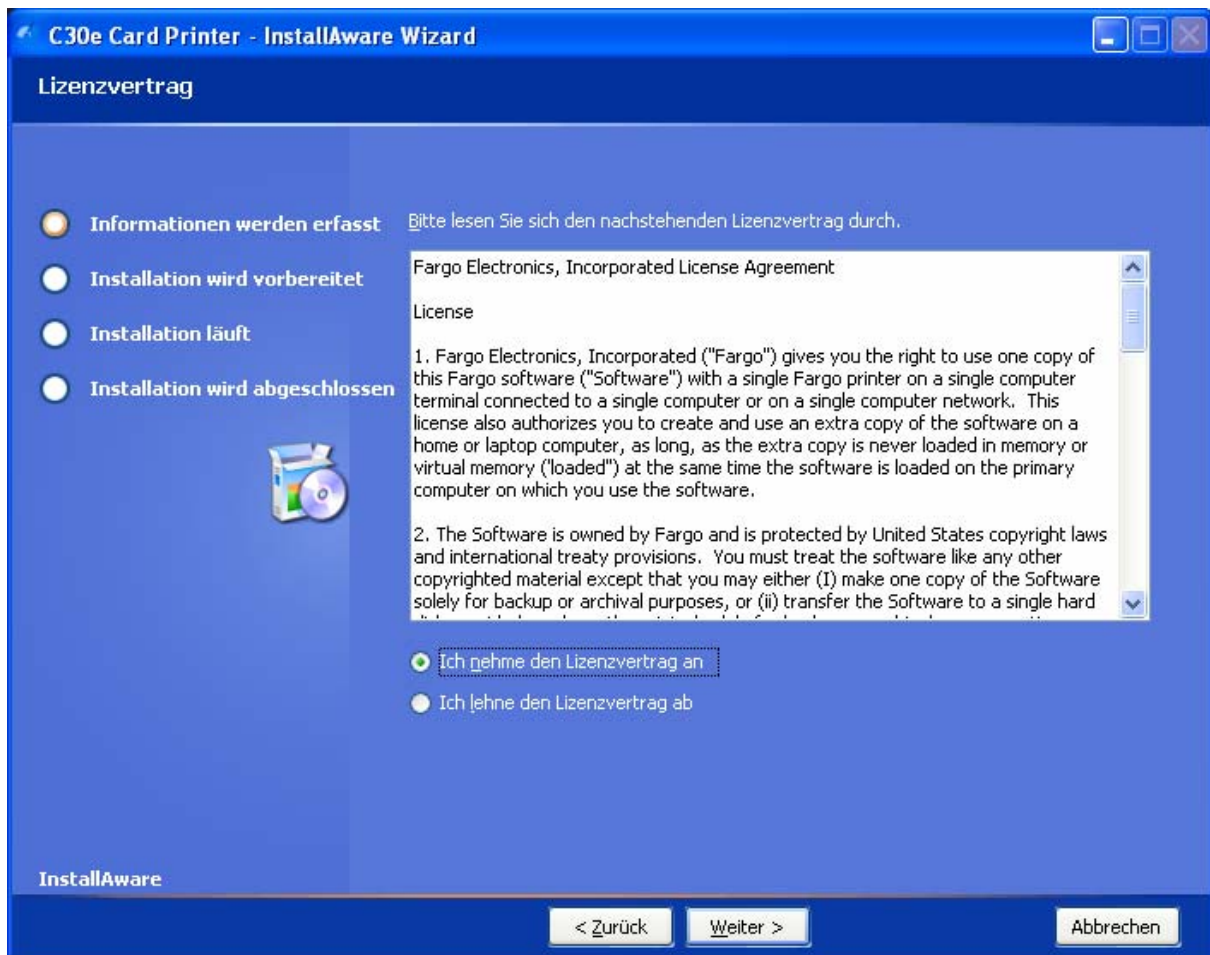 C30e Card Printer - InstallAware Wizard
Lizenzvertrag
Informationen werden erfasst
Installation wird vorbereitet
Installation läuft
Installation wird abgeschlossen
Bitte lesen Sie sich den nachstehenden Lizenzvertrag durch.
Fargo Electronics, Incorporated License Agreement
License
1. Fargo Electronics, Incorporated ("Fargo") gives you the right to use one copy of
this Fargo software ("Software") with a single Fargo printer on a single computer
terminal connected to a single computer or on a single computer network.  This
license also authorizes you to create and use an extra copy of the software on a
home or laptop computer, as long, as the extra copy is never loaded in memory or
virtual memory ('loaded") at the same time the software is loaded on the primary
computer on which you use the software.
2. The Software is owned by Fargo and is protected by United States copyright laws
and international treaty provisions.  You must treat the software like any other
copyrighted material except that you may either (I) make one copy of the Software
solely for backup or archival purposes, or (ii) transfer the Software to a single hard
Ich nehme den Lizenzvertrag an
Ich lehne den Lizenzvertrag ab
InstallAware
< Zurück
Weiter >
Abbrechen